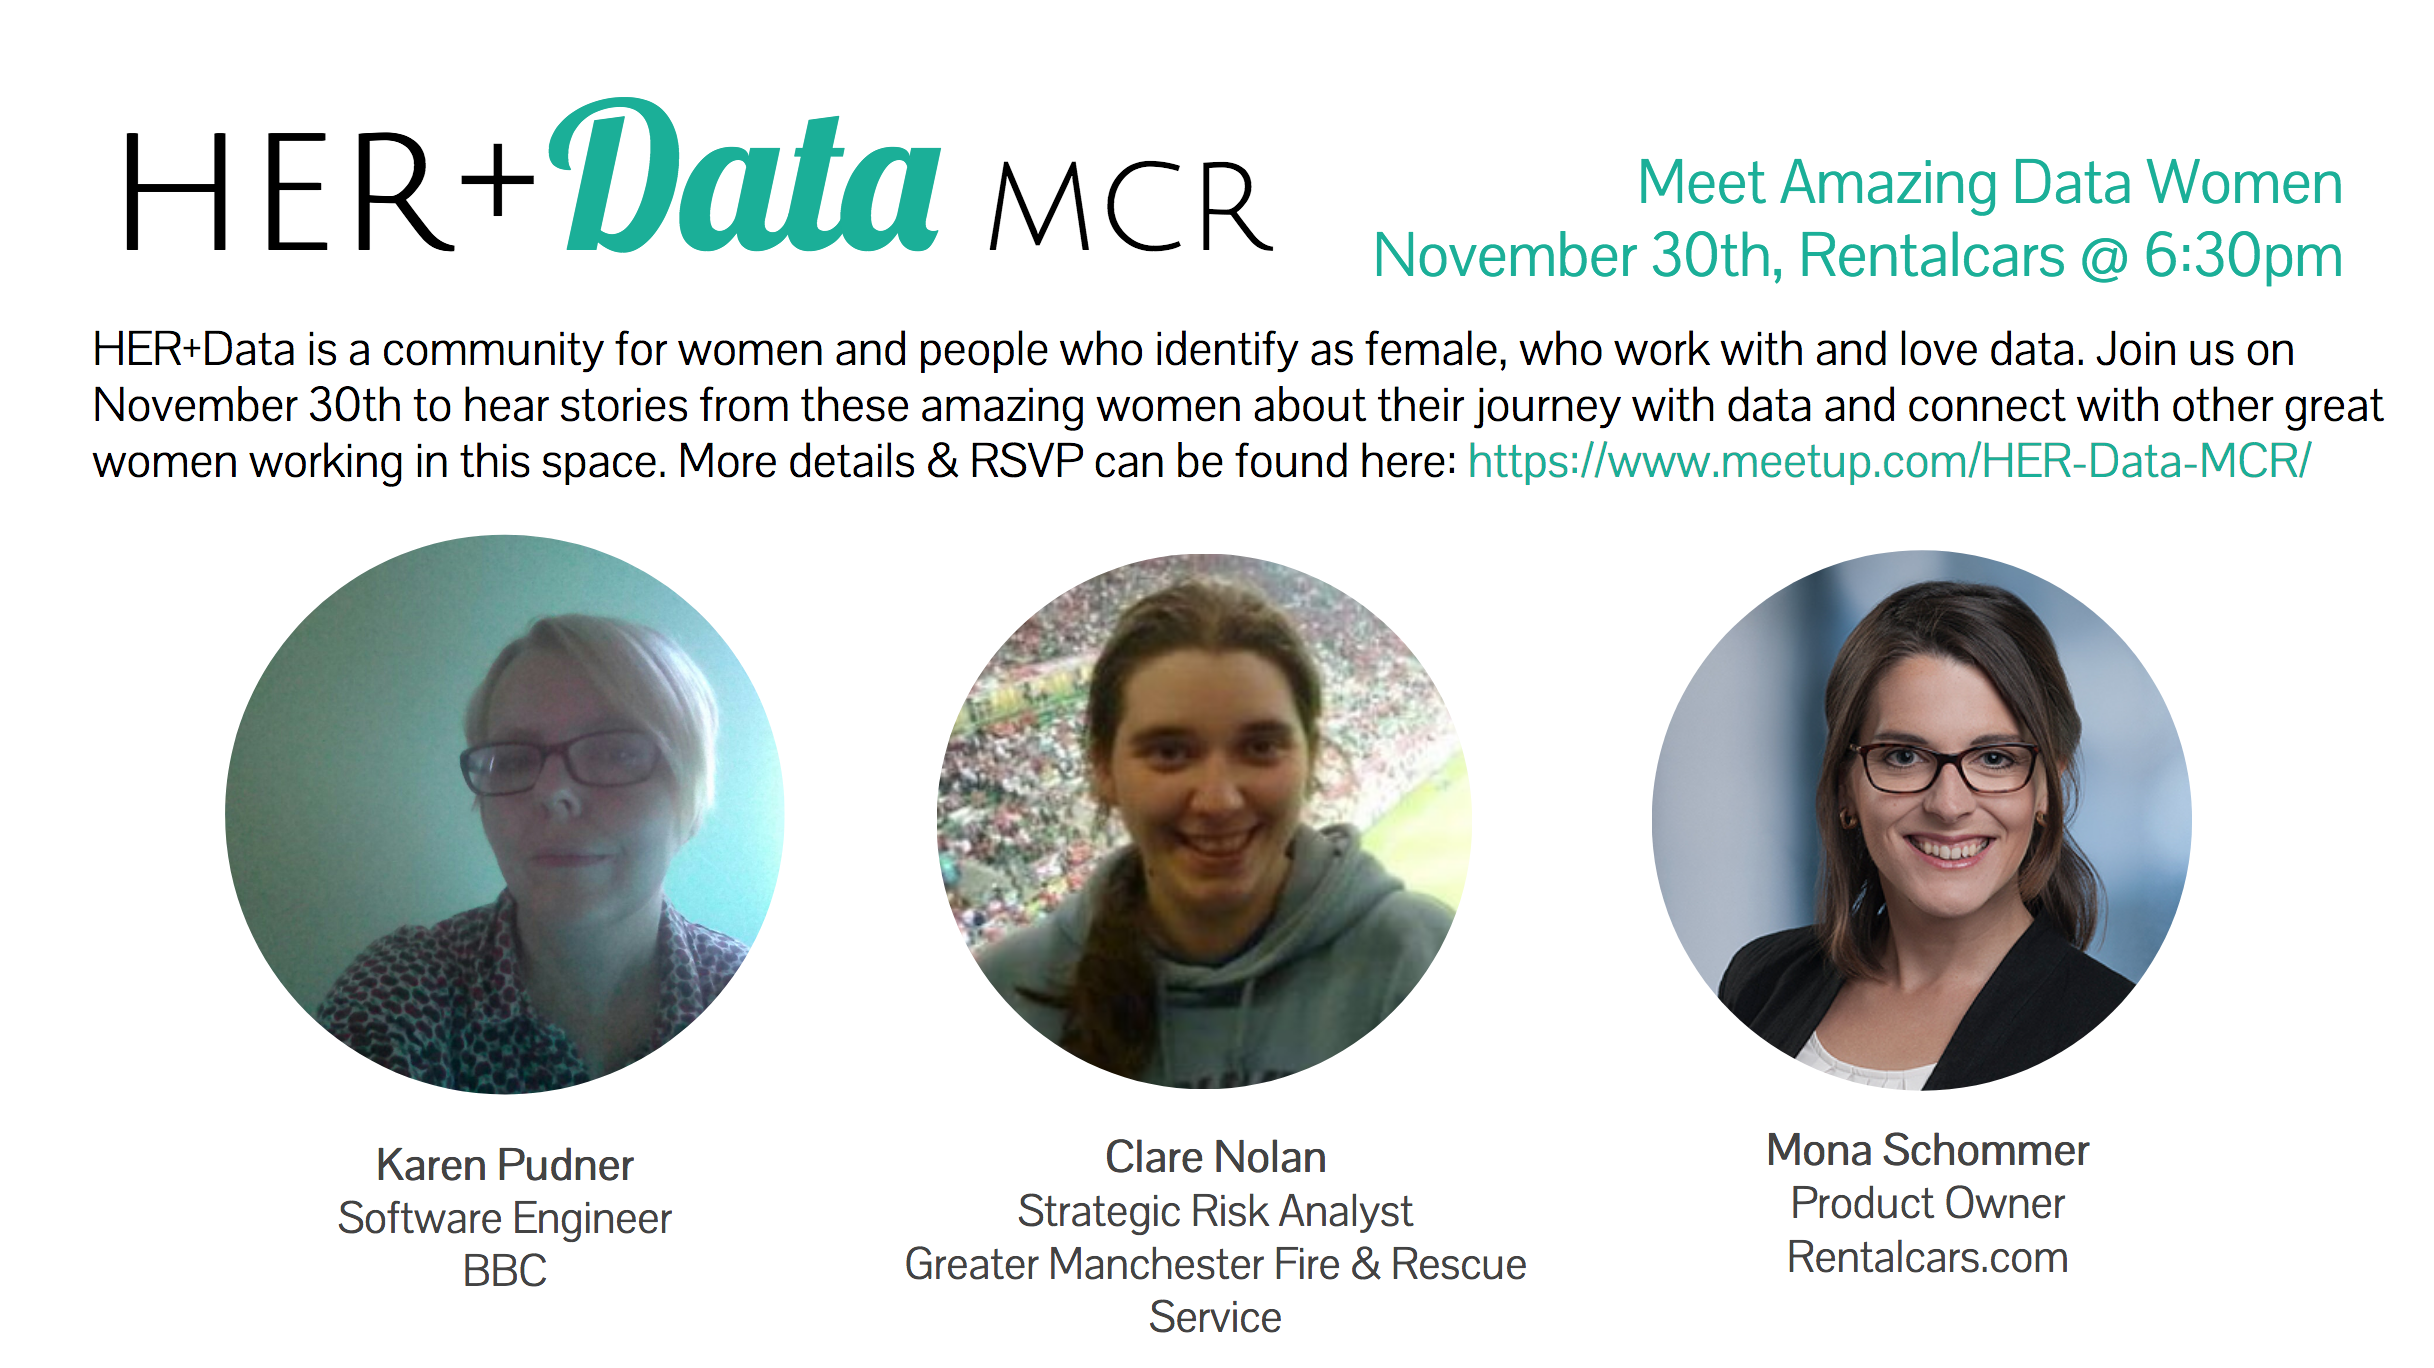 HER+Data MCR
Meet Amazing Data Women
November 30th, Rentalcars @ 6:30pm
HER+Data is a community for women and people who identify as female, who work with and love data. Join us on
November 30th to hear stories from these amazing women about their journey with data and connect with other great
women working in this space. More details & RSVP can be found here: https://www.meetup.com/HER-Data-MCR/
Karen Pudner
Software Engineer
BBC
Clare Nolan
Strategic Risk Analyst
Greater Manchester Fire & Rescue
Service
Mona Schommer
Product Owner
Rentalcars.com